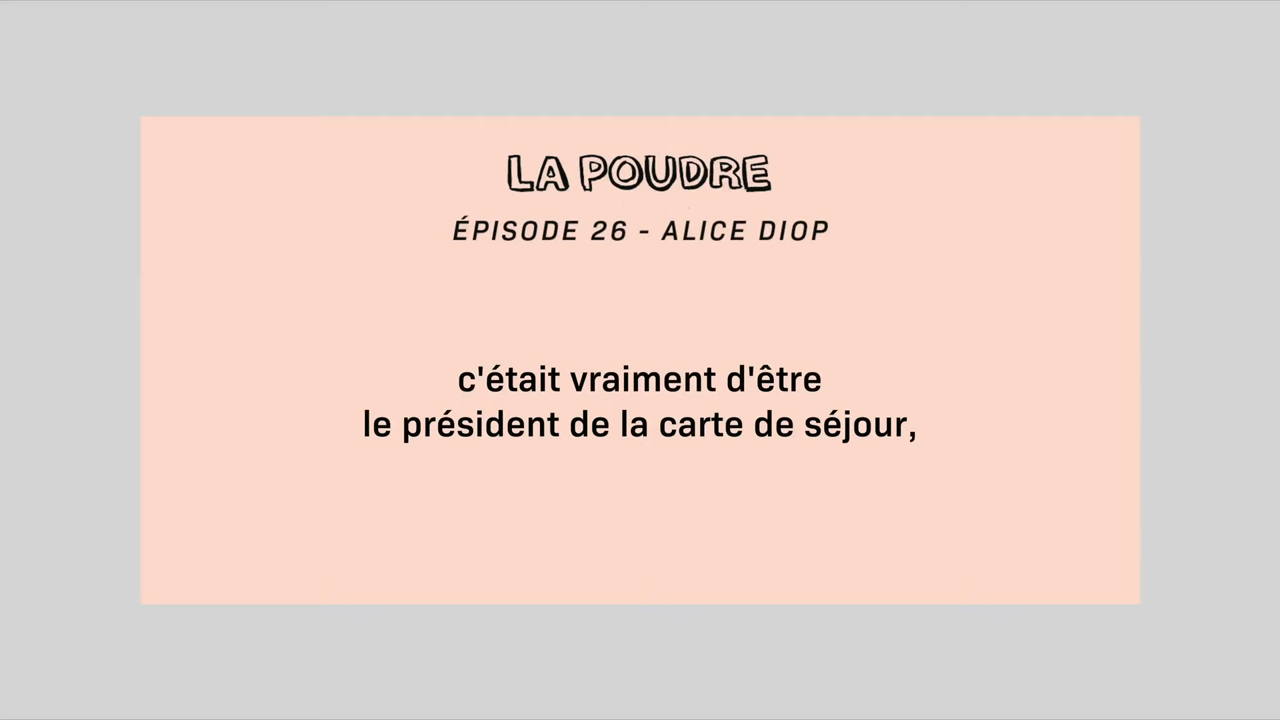 LA POUDRE
ÉPISODE 26 - ALICE DIOP
c'était vraiment d'être
le président de la carte de séjour,